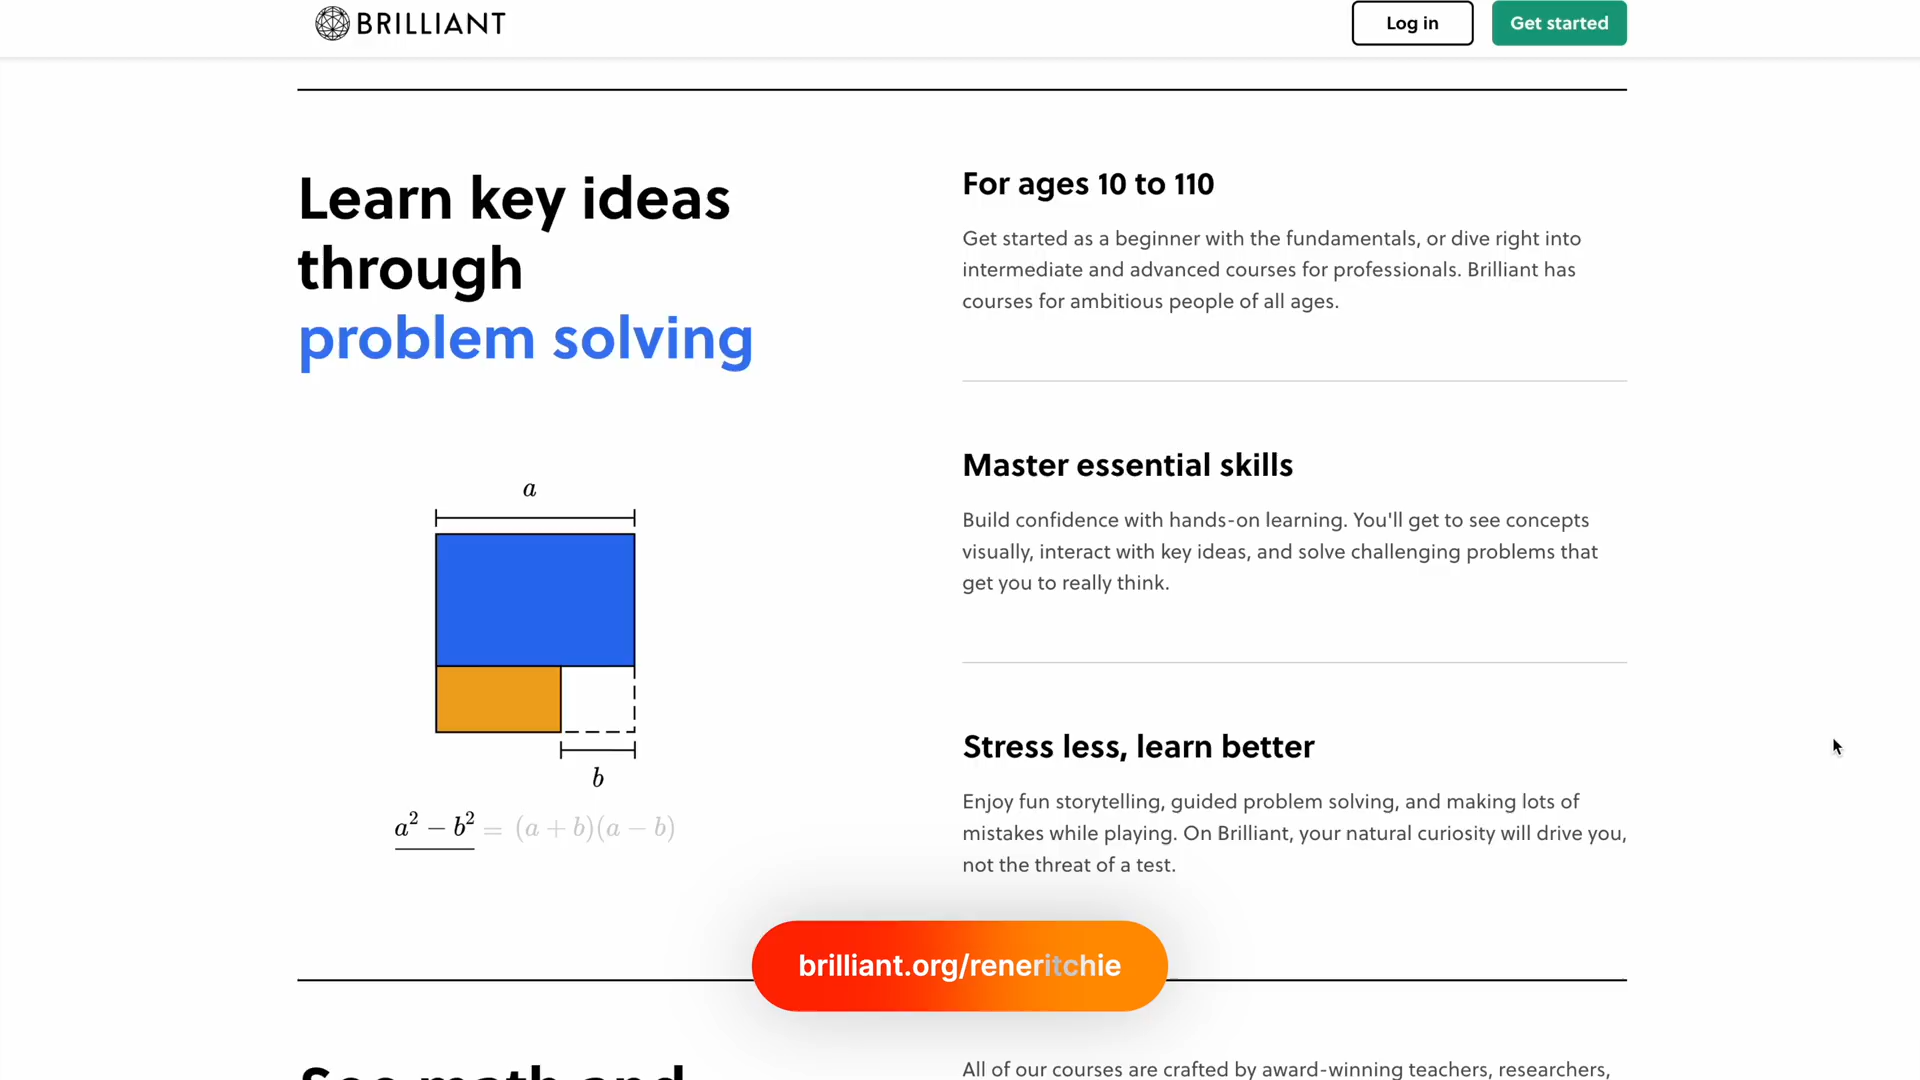 BRILLIANT
Log in
Get started
Learn key ideas
through
problem solving
a
b
a² − b² = (a + b)(a − b)
For ages 10 to 110
Get started as a beginner with the fundamentals, or dive right into
intermediate and advanced courses for professionals. Brilliant has
courses for ambitious people of all ages.
Master essential skills
Build confidence with hands-on learning. You'll get to see concepts
visually, interact with key ideas, and solve challenging problems that
get you to really think.
Stress less, learn better
Enjoy fun storytelling, guided problem solving, and making lots of
mistakes while playing. On Brilliant, your natural curiosity will drive you,
not the threat of a test.
brilliant.org/reneritchie
See math and
All of our courses are crafted by award-winning teachers, researchers,